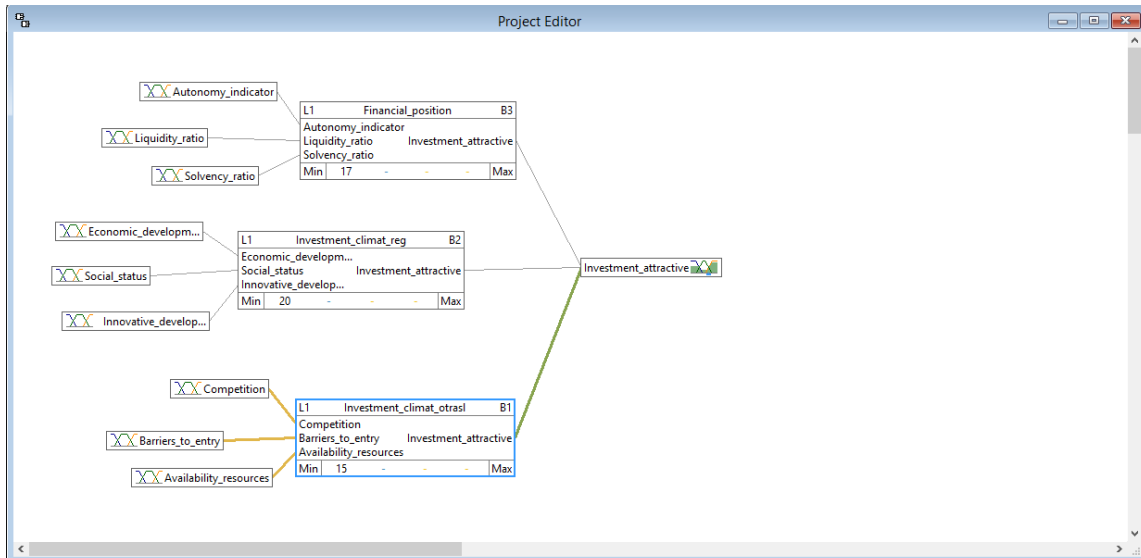 Project Editor
Autonomy_indicator
Liquidity_ratio
Solvency_ratio
L1 Financial_position B3
Autonomy_indicator
Liquidity_ratio Investment_attractive
Solvency_ratio
Min 17 - - - Max
Economic_developm...
Social_status
Innovative_develop...
L1 Investment_climat_reg B2
Economic_developm...
Social_status Investment_attractive
Innovative_develop...
Min 20 - - - Max
Investment_attractive
Competition
Barriers_to_entry
Availability_resources
L1 Investment_climat_otrasl B1
Competition
Barriers_to_entry Investment_attractive
Availability_resources
Min 15 - - - Max